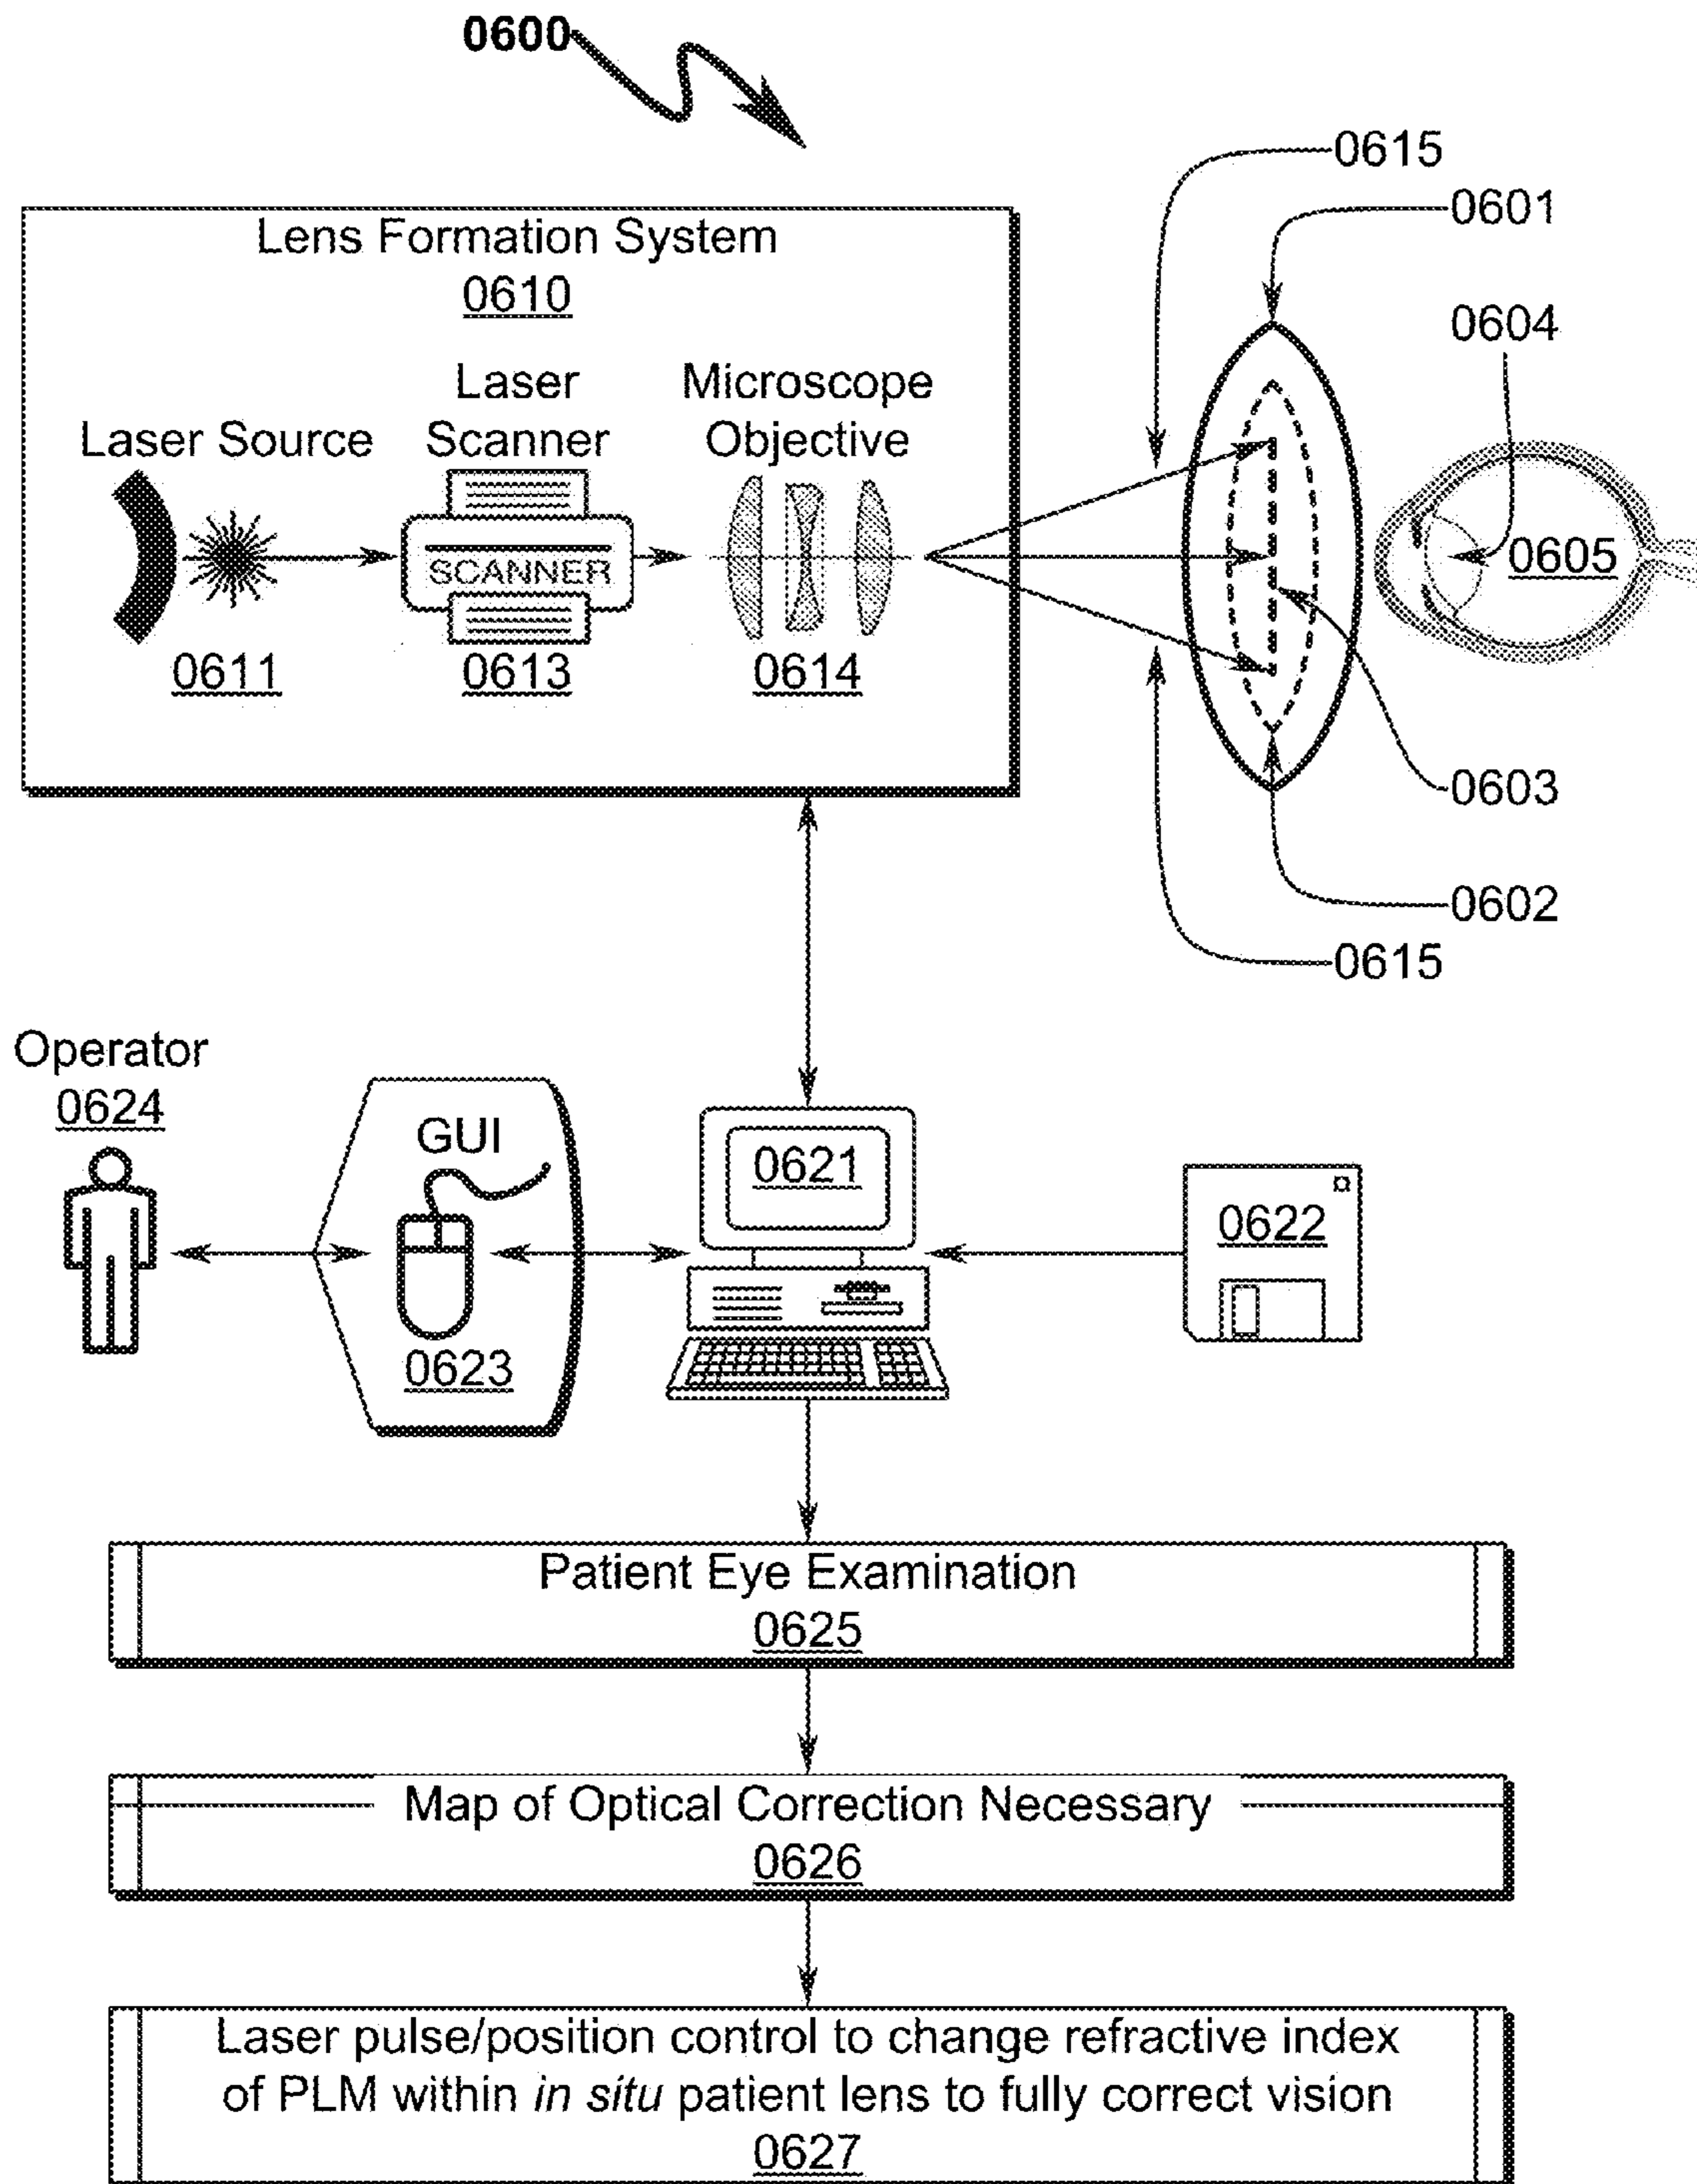 0600
0615
0601
Lens Formation System
0610
0604
Laser Source
Laser
Scanner
Microscope
Objective
SCANNER
0605
0611
0613
0614
0603
0602
0615
Operator
0624
GUI
0621
0622
0623
Patient Eye Examination
0625
Map of Optical Correction Necessary
0626
Laser pulse/position control to change refractive index
of PLM within in situ patient lens to fully correct vision
0627